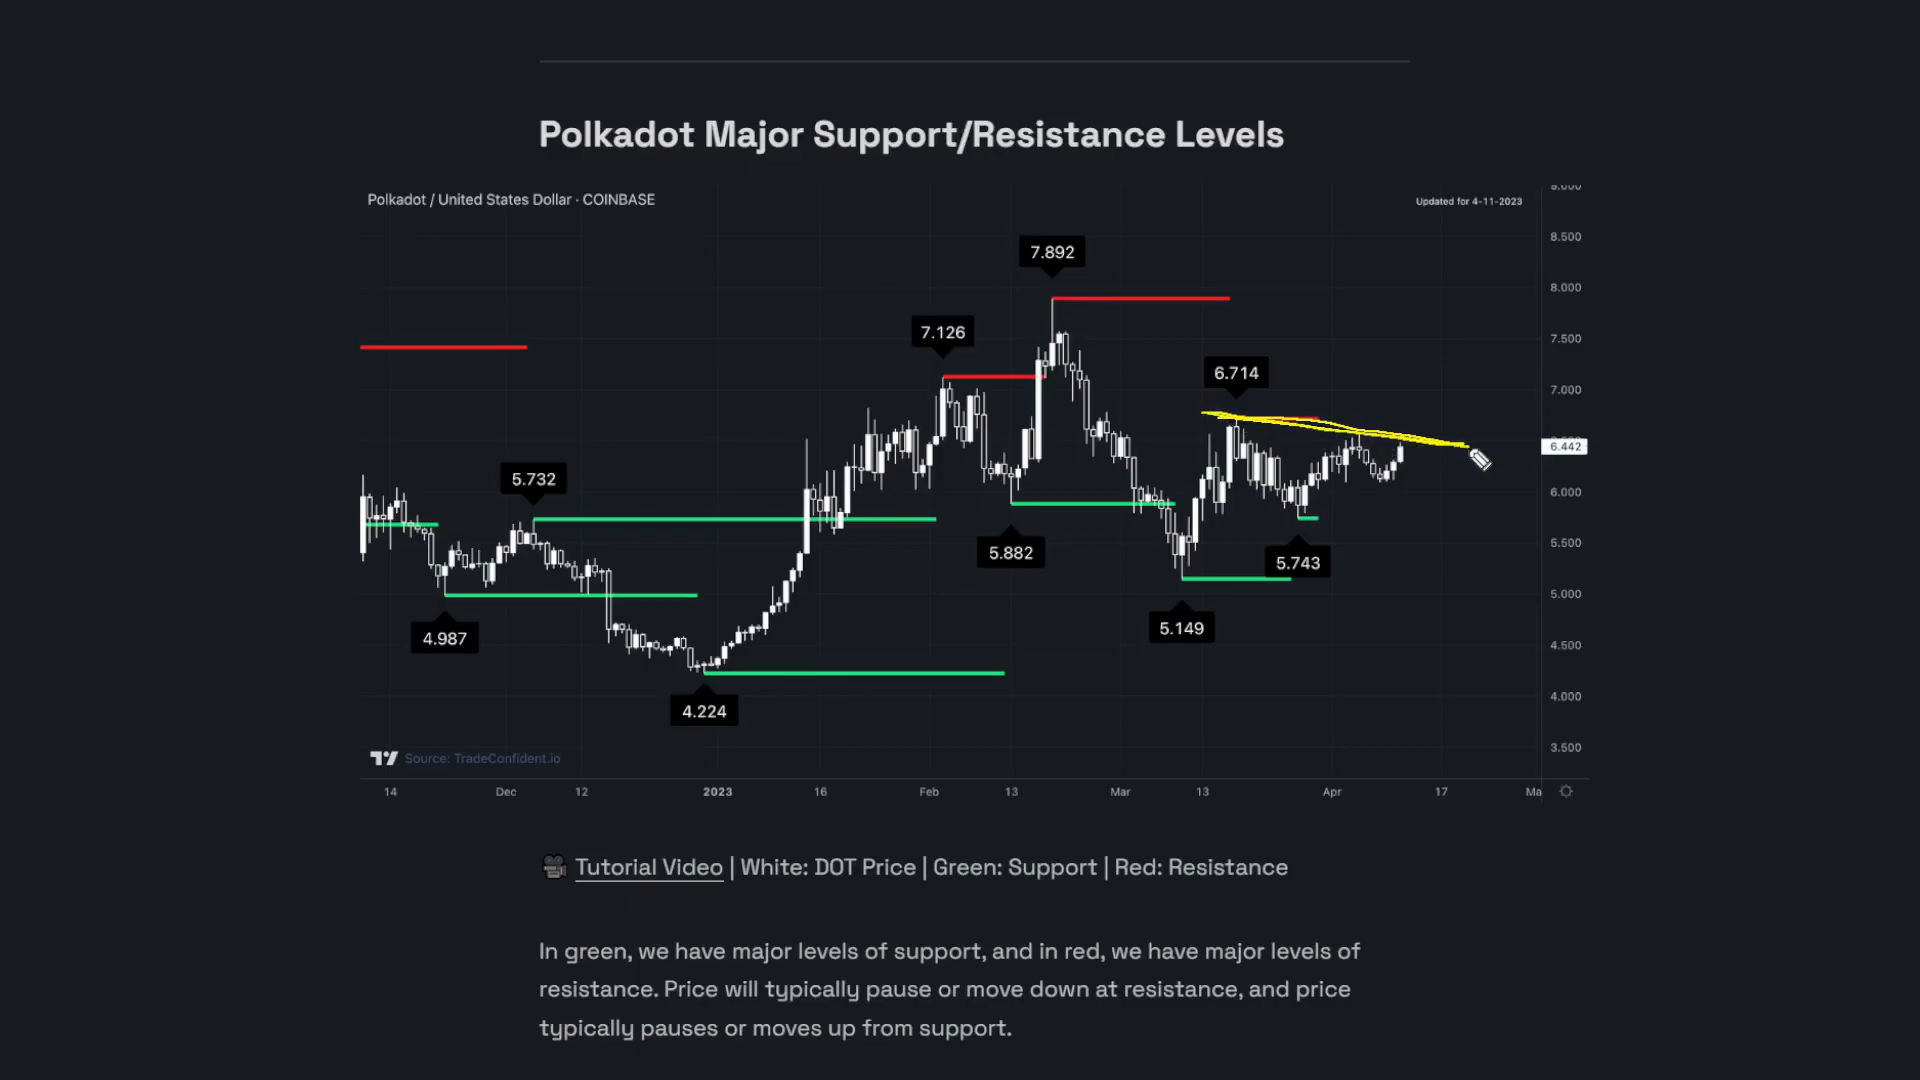 Polkadot Major Support/Resistance Levels
Polkadot / United States Dollar · COINBASE
Updated for 4-11-2023
9.000
8.500
7.892
8.000
7.126
7.500
6.714
7.000
6.442
5.732
6.000
5.882
5.743
5.500
5.000
4.987
5.149
4.500
4.224
4.000
3.500
Source: TradeConfident.io
14 Dec 12 2023 16 Feb 13 Mar 13 Apr 17 Ma
Tutorial Video | White: DOT Price | Green: Support | Red: Resistance
In green, we have major levels of support, and in red, we have major levels of
resistance. Price will typically pause or move down at resistance, and price
typically pauses or moves up from support.